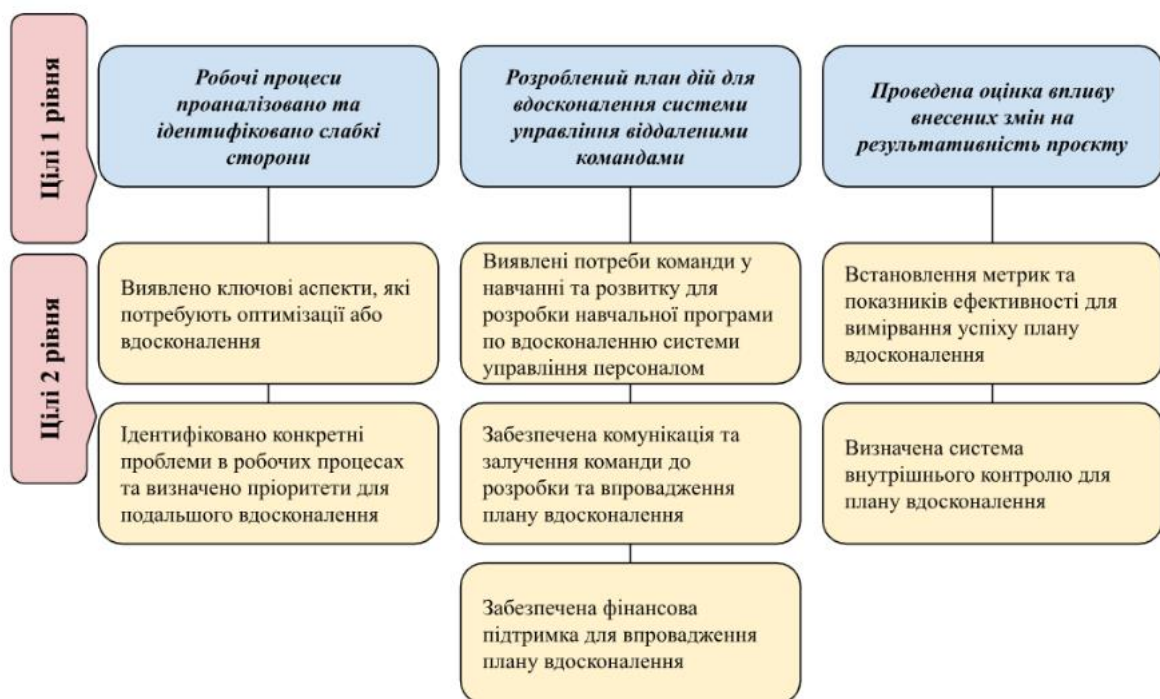 Цілі 1 рівня
Робочі процеси
проаналізовано та
ідентифіковано слабкі
сторони
Розроблений план дій для
вдосконалення системи
управління віддаленими
командами
Проведена оцінка впливу
внесених змін на
результативність проєкту
Цілі 2 рівня
Виявлено ключові аспекти, які
потребують оптимізації або
вдосконалення
Виявлені потреби команди у
навчанні та розвитку для
розробки навчальної програми
по вдосконаленню системи
управління персоналом
Встановлення метрик та
показників ефективності для
вимірвання успіху плану
вдосконалення
Ідентифіковано конкретні
проблеми в робочих процесах
та визначено пріоритети для
подальшого вдосконалення
Забезпечена комунікація та
залучення команди до
розробки та впровадження
плану вдосконалення
Визначена система
внутрішнього контролю для
плану вдосконалення
Забезпечена фінансова
підтримка для впровадження
плану вдосконалення